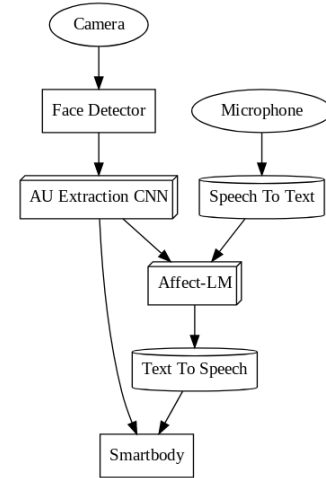 Camera
Face Detector
Microphone
AU Extraction CNN
Speech To Text
Affect-LM
Text To Speech
Smartbody